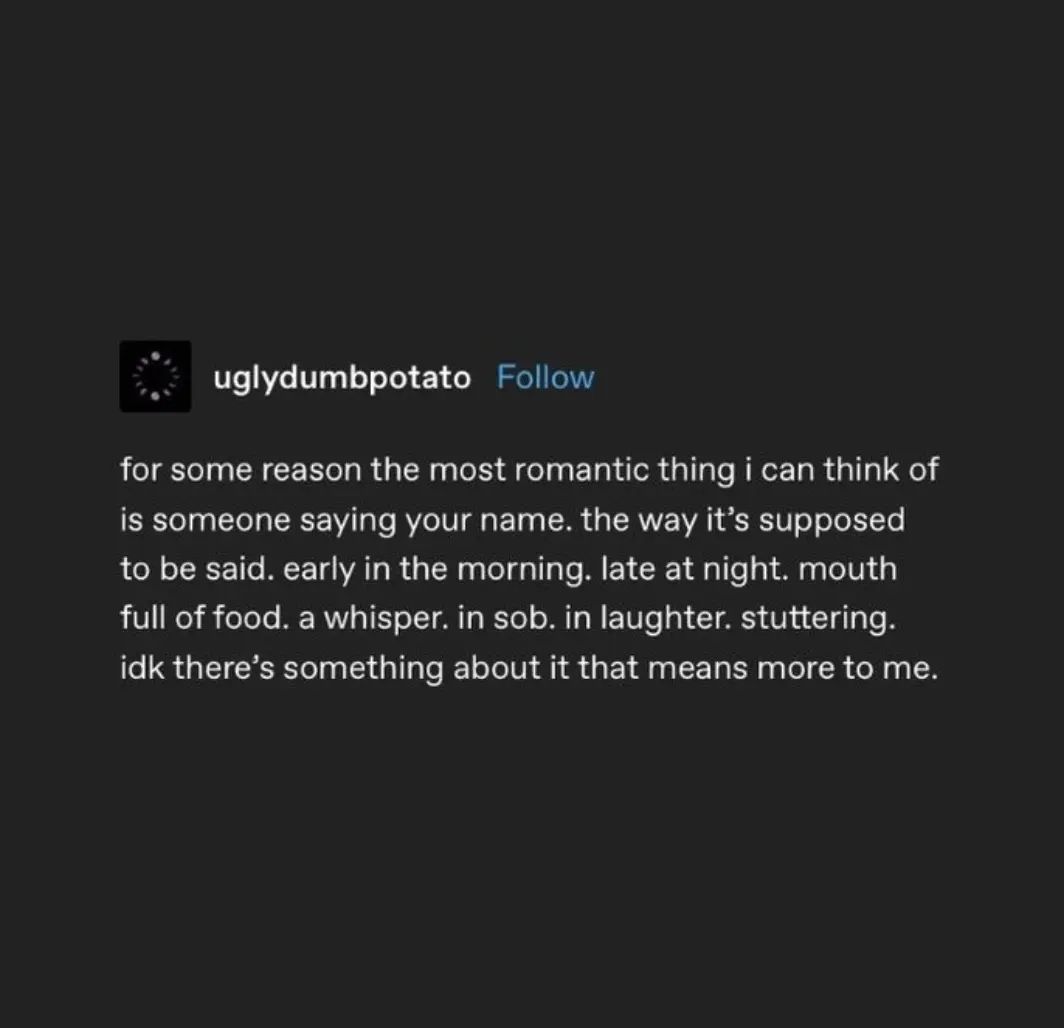 uglydumbpotato Follow
for some reason the most romantic thing i can think of
is someone saying your name. the way it’s supposed
to be said. early in the morning. late at night. mouth
full of food. a whisper. in sob. in laughter. stuttering.
idk there’s something about it that means more to me.